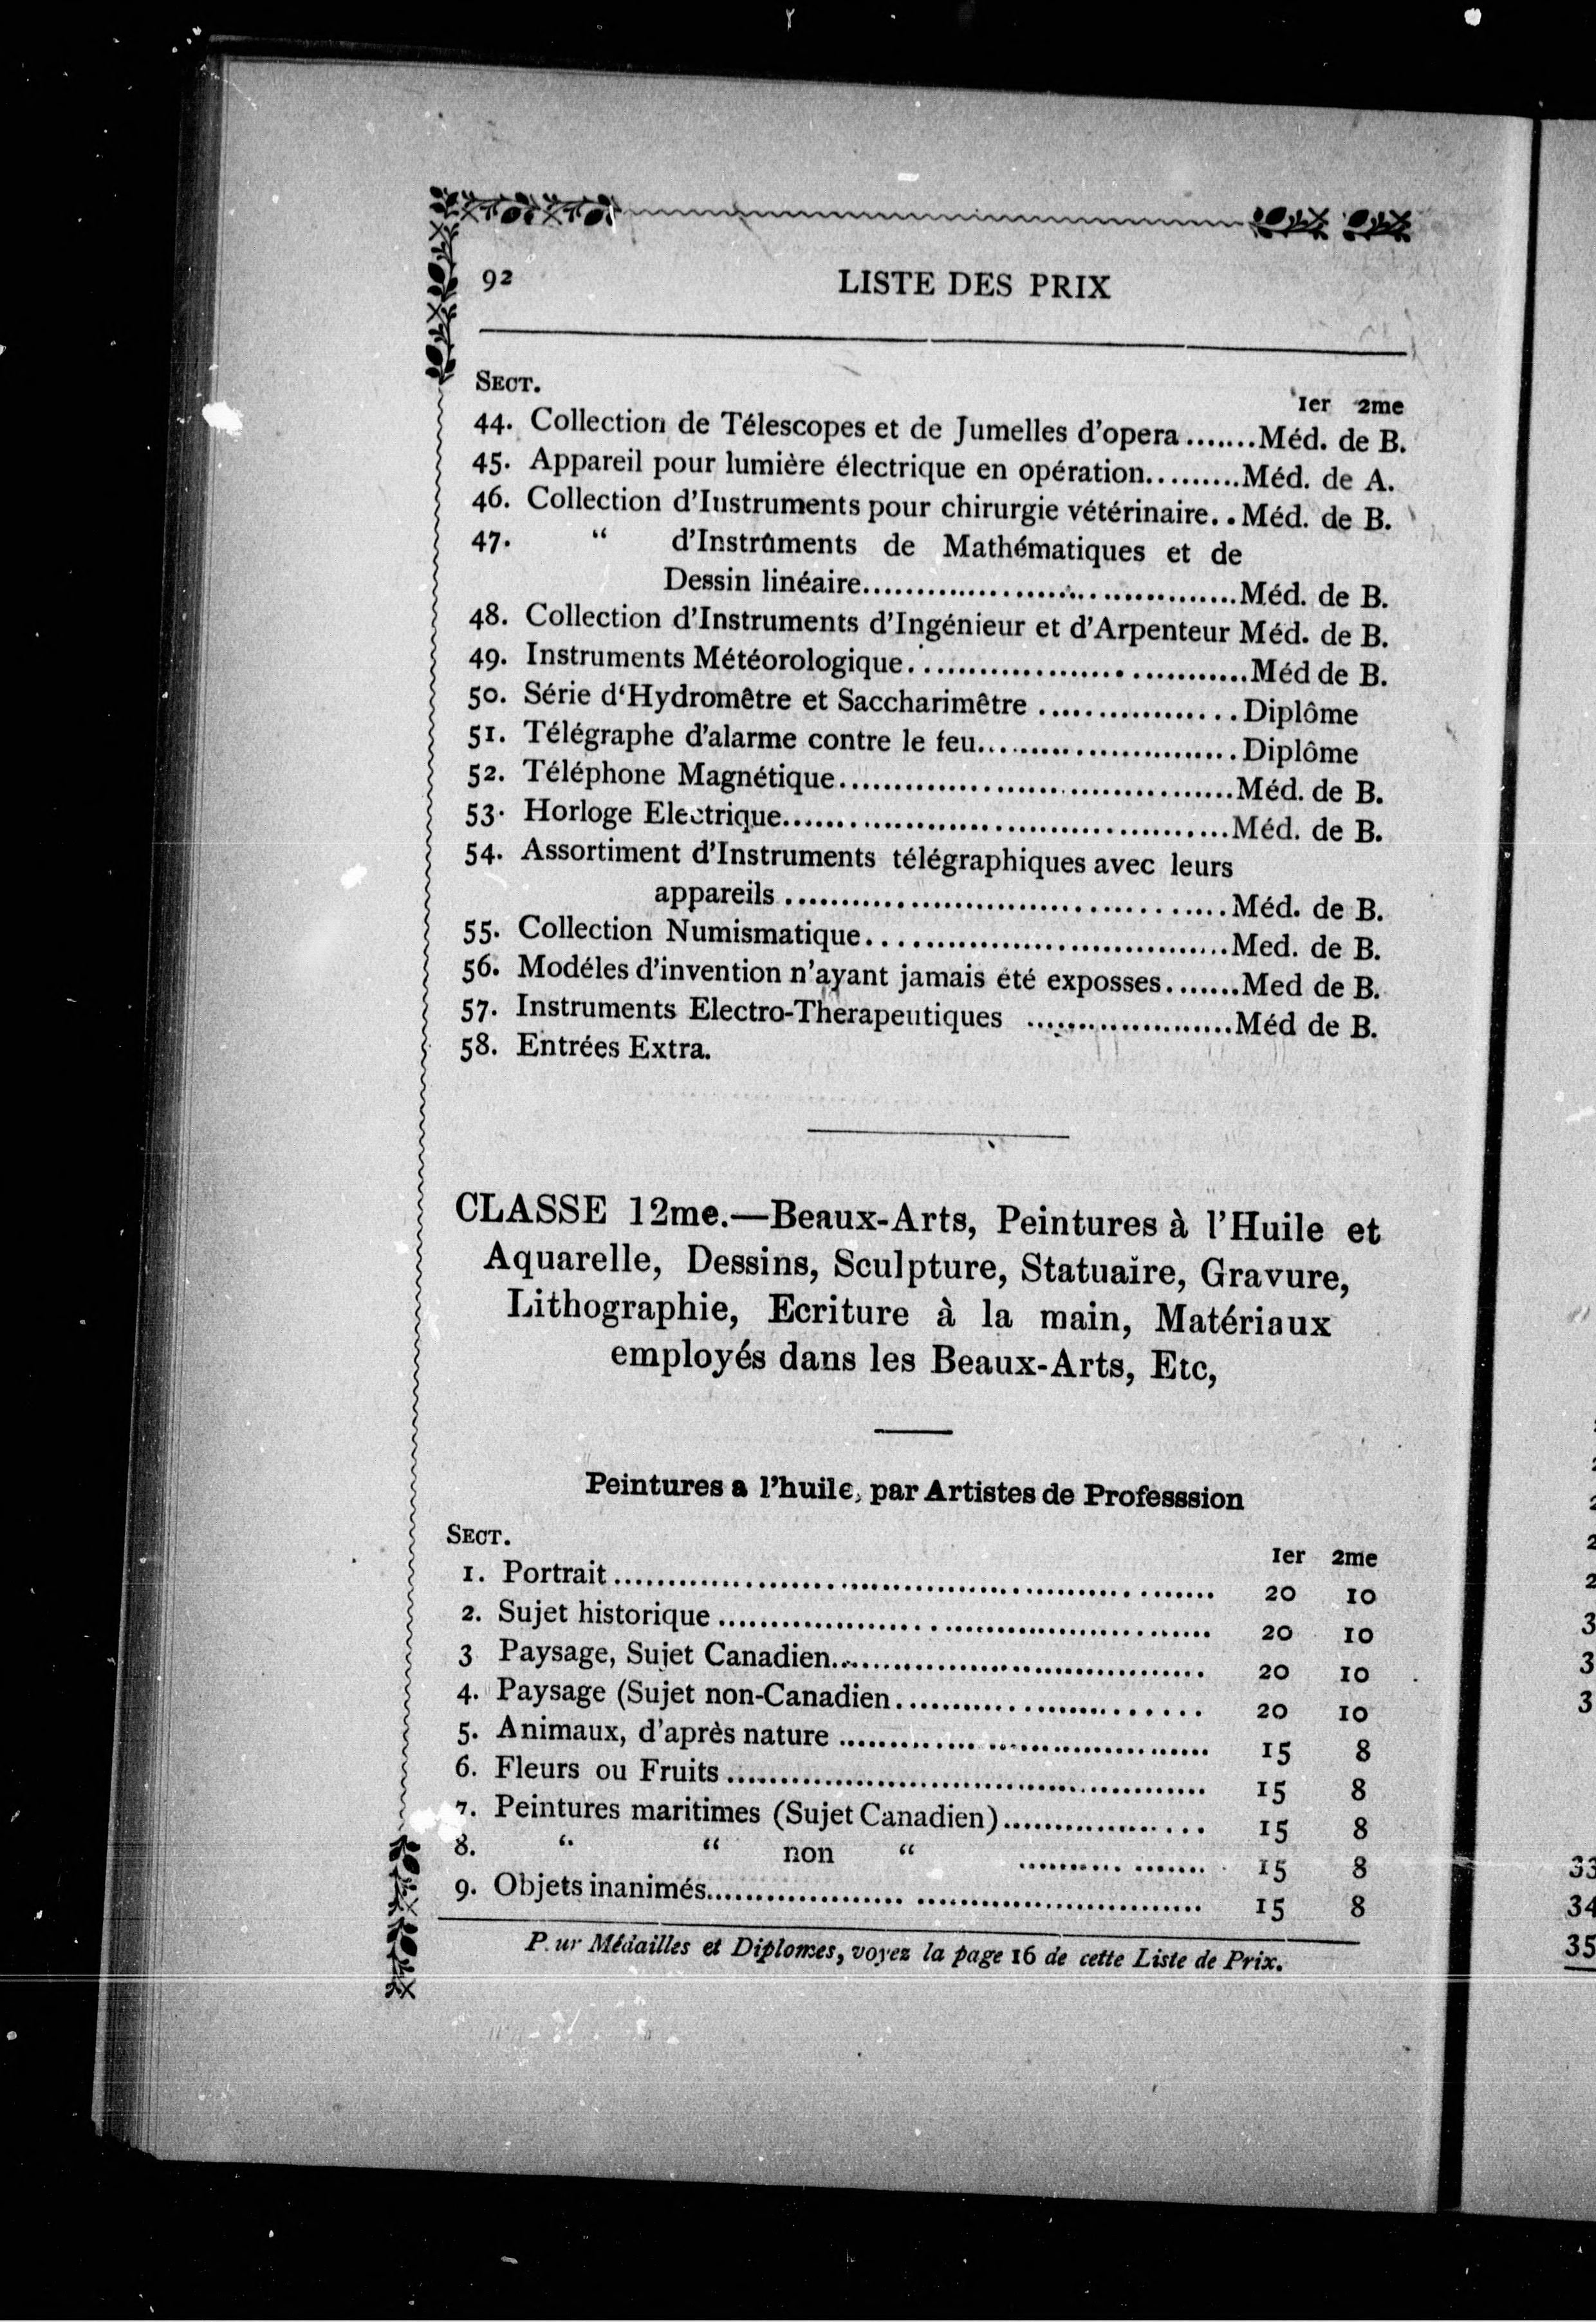 92 LISTE DES PRIX
SECT.
1er 2me
44. Collection de Télescopes et de Jumelles d'opera.......Méd. de B.
45. Appareil pour lumière électrique en opération.........Méd. de A.
46. Collection d'Instruments pour chirurgie vétérinaire..Méd. de B.
47. “ d'Instrûments de Mathématiques et de
Dessin linéaire...................................Méd. de B.
48. Collection d'Instruments d'Ingénieur et d'Arpenteur Méd. de B.
49. Instruments Météorologique................................Méd de B.
50. Série d‘Hydromêtre et Saccharimêtre ..................Diplôme
51. Télégraphe d'alarme contre le feu.........................Diplôme
52. Téléphone Magnétique.....................................Méd. de B.
53. Horloge Electrique.........................................Méd. de B.
54. Assortiment d'Instruments télégraphiques avec leurs
appareils .........................................Méd. de B.
55. Collection Numismatique..................................Med. de B.
56. Modéles d'invention n'ayant jamais été exposses.......Med de B.
57. Instruments Electro-Therapeutiques ....................Méd de B.
58. Entrées Extra.
CLASSE 12me.—Beaux-Arts, Peintures à l'Huile et
Aquarelle, Dessins, Sculpture, Statuaire, Gravure,
Lithographie, Ecriture à la main, Matériaux
employés dans les Beaux-Arts, Etc,
Peintures a l'huile, par Artistes de Professsion
SECT.
1er 2me
1. Portrait........................................................ 20 10
2. Sujet historique.............................................. 20 10
3 Paysage, Sujet Canadien................................... 20 10
4. Paysage (Sujet non-Canadien............................ 20 10
5. Animaux, d'après nature .................................. 15 8
6. Fleurs ou Fruits............................................. 15 8
7. Peintures maritimes (Sujet Canadien).................. 15 8
8. “ “ non “ .................. 15 8
9. Objets inanimés.............................................. 15 8
P.ur Médailles et Diplomes, voyez la page 16 de cette Liste de Prix.
33
34
35